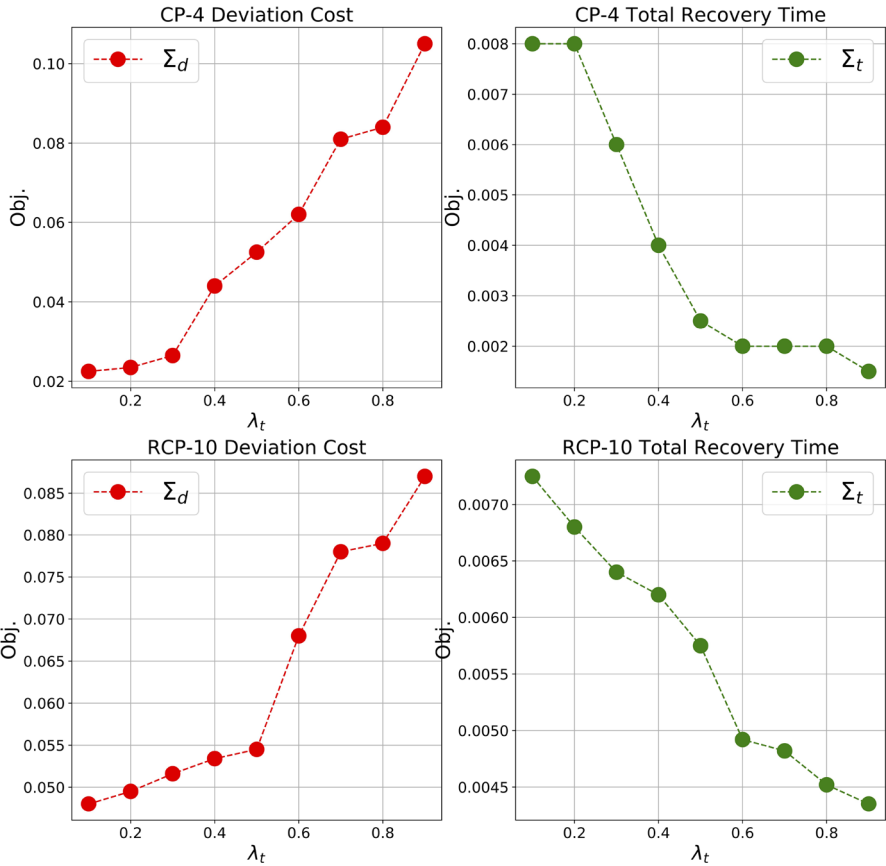 CP-4 Deviation Cost
Σd
0.10
0.08
0.06
0.04
0.02
Obj.
0.2 0.4 0.6 0.8
λt
CP-4 Total Recovery Time
Σt
0.008
0.007
0.006
0.005
0.004
0.003
0.002
Obj.
0.2 0.4 0.6 0.8
λt
RCP-10 Deviation Cost
Σd
0.085
0.080
0.075
0.070
0.065
0.060
0.055
0.050
Obj.
0.2 0.4 0.6 0.8
λt
RCP-10 Total Recovery Time
Σt
0.0070
0.0065
0.0060
0.0055
0.0050
0.0045
Obj.
0.2 0.4 0.6 0.8
λt